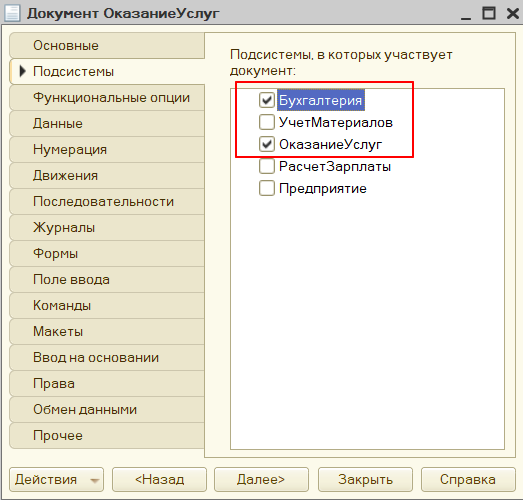 Документ ОказаниеУслуг
Основные
Подсистемы
Функциональные опции
Данные
Нумерация
Движения
Последовательности
Журналы
Формы
Поле ввода
Команды
Макеты
Ввод на основании
Права
Обмен данными
Прочее
Подсистемы, в которых участвует
документ:
Бухгалтерия
УчетМатериалов
ОказаниеУслуг
РасчетЗарплаты
Предприятие
Действия
<Назад
Далее>
Закрыть
Справка